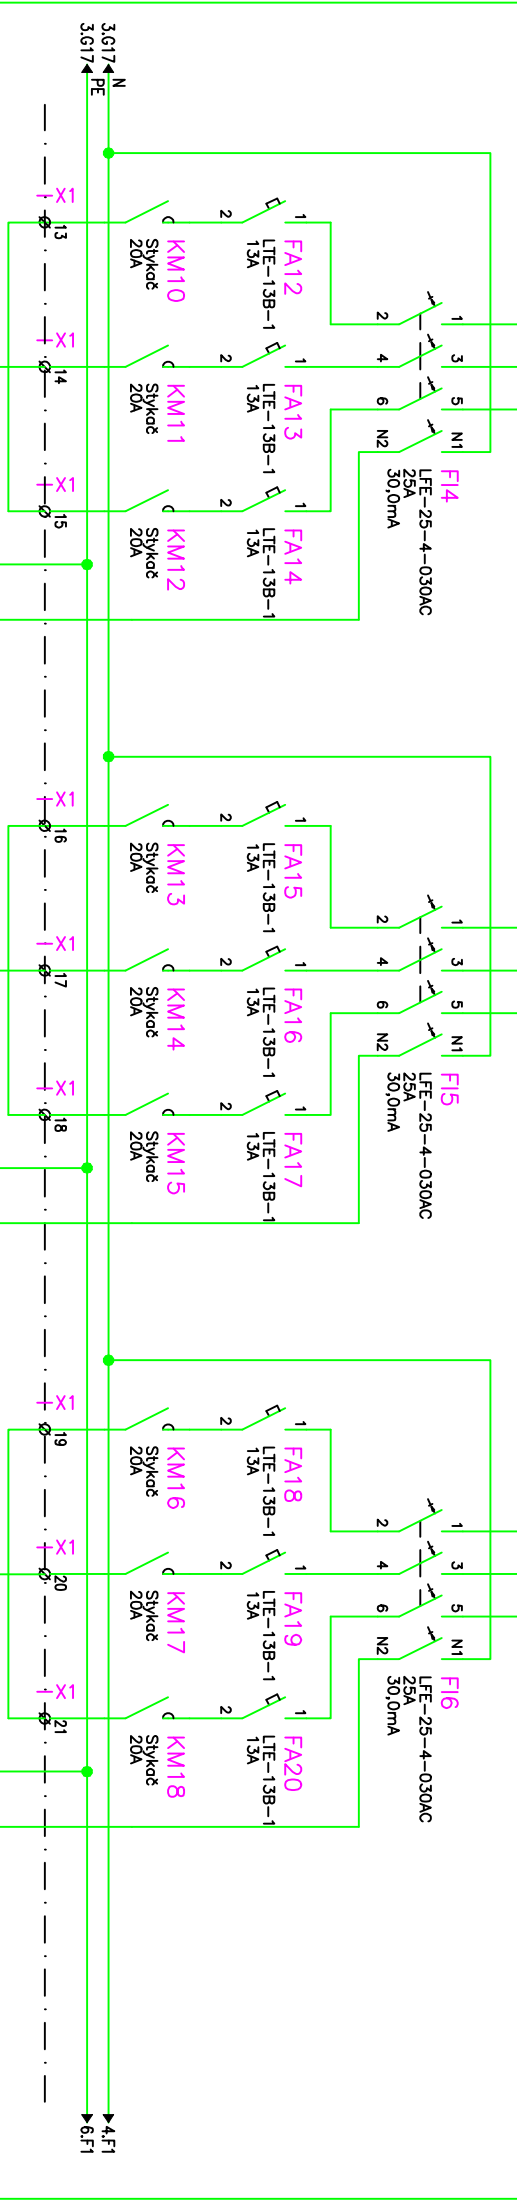 3.G17
N
3.G17
PE
FI4
LFE-25-4-030AC
25A
30,0mA
1
3
5
N1
2
4
6
N2
FA12
LTE-13B-1
13A
1
2
FA13
LTE-13B-1
13A
1
2
FA14
LTE-13B-1
13A
1
2
KM10
Stykač
20A
KM11
Stykač
20A
KM12
Stykač
20A
X1
13
X1
14
X1
15
FI5
LFE-25-4-030AC
25A
30,0mA
1
3
5
N1
2
4
6
N2
FA15
LTE-13B-1
13A
1
2
FA16
LTE-13B-1
13A
1
2
FA17
LTE-13B-1
13A
1
2
KM13
Stykač
20A
KM14
Stykač
20A
KM15
Stykač
20A
X1
16
X1
17
X1
18
FI6
LFE-25-4-030AC
25A
30,0mA
1
3
5
N1
2
4
6
N2
FA18
LTE-13B-1
13A
1
2
FA19
LTE-13B-1
13A
1
2
FA20
LTE-13B-1
13A
1
2
KM16
Stykač
20A
KM17
Stykač
20A
KM18
Stykač
20A
X1
19
X1
20
X1
21
4.F1
6.F1